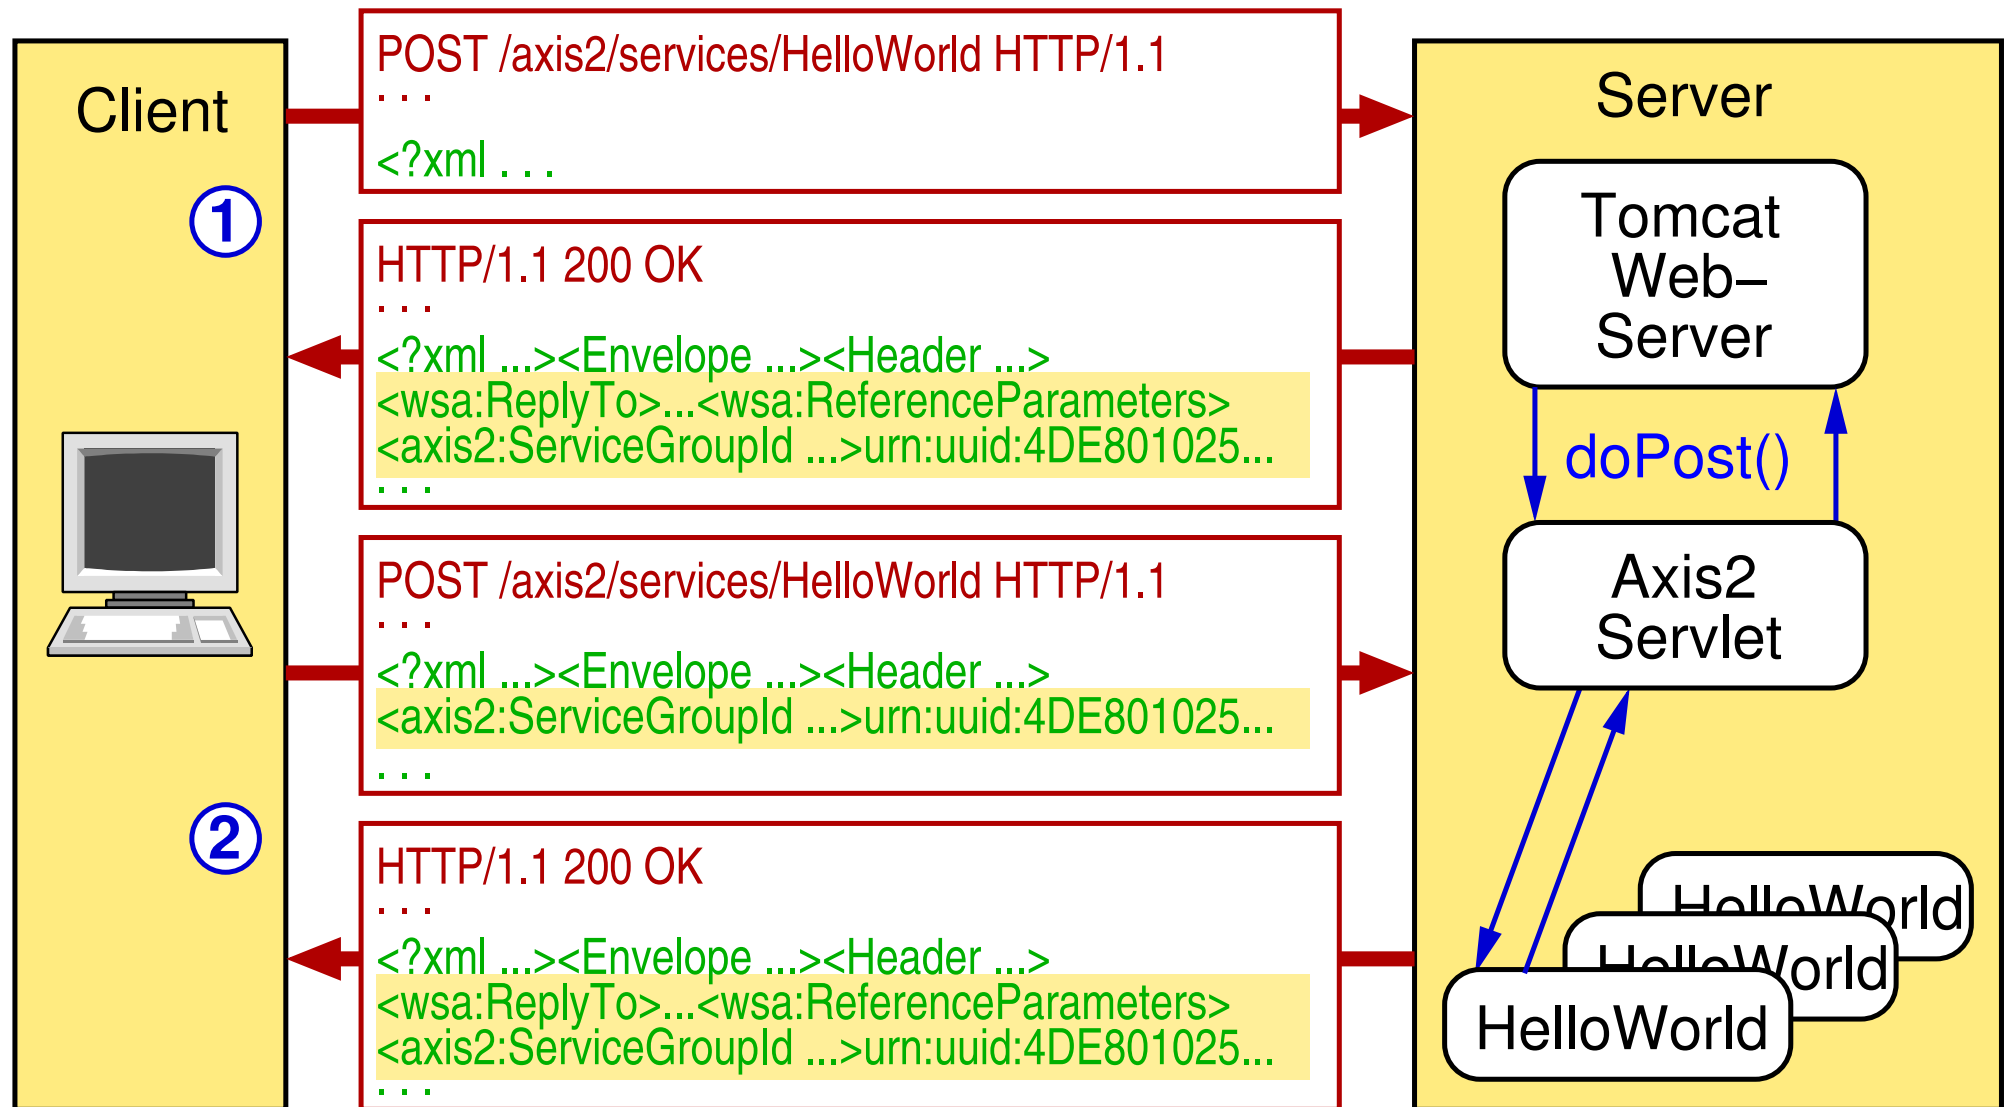 Client
①
②
POST /axis2/services/HelloWorld HTTP/1.1
. . .
<?xml . . .
HTTP/1.1 200 OK
. . .
<?xml ...><Envelope ...><Header ...>
<wsa:ReplyTo>...<wsa:ReferenceParameters>
<axis2:ServiceGroupId ...>urn:uuid:4DE801025...
. . .
POST /axis2/services/HelloWorld HTTP/1.1
. . .
<?xml ...><Envelope ...><Header ...>
<axis2:ServiceGroupId ...>urn:uuid:4DE801025...
. . .
HTTP/1.1 200 OK
. . .
<?xml ...><Envelope ...><Header ...>
<wsa:ReplyTo>...<wsa:ReferenceParameters>
<axis2:ServiceGroupId ...>urn:uuid:4DE801025...
. . .
Server
Tomcat
Web–
Server
doPost()
Axis2
Servlet
HelloWorld
HelloWorld
HelloWorld